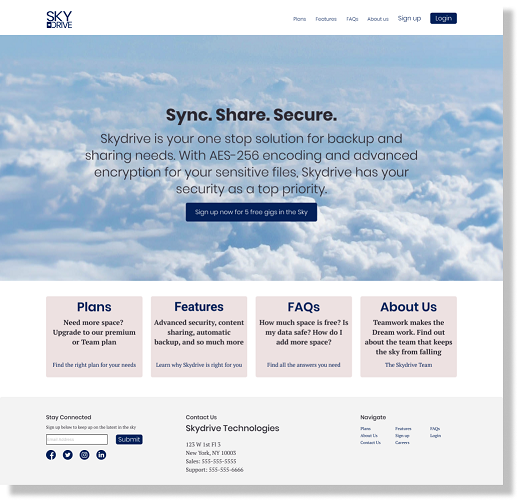 SKY
DRIVE
Plans Features FAQs About us Sign up Login
Sync. Share. Secure.
Skydrive is your one stop solution for backup and
sharing needs. With AES-256 encoding and advanced
encryption for your sensitive files, Skydrive has your
security as a top priority.
Sign up now for 5 free gigs in the Sky
Plans
Need more space?
Upgrade to our premium
or Team plan
Find the right plan for your needs
Features
Advanced security, content
sharing, automatic
backup, and so much more
Learn why Skydrive is right for you
FAQs
How much space is free? Is
my data safe? How do I
add more space?
Find all the answers you need
About Us
Teamwork makes the
Dream work. Find out
about the team that keeps
the sky from falling
The Skydrive Team
Stay Connected
Sign up below to keep up on the latest in the sky
Email Address
Submit
Contact Us
Skydrive Technologies
123 W 1st Fl 3
New York, NY 10003
Sales: 555-555-5555
Support: 555-555-6666
Navigate
Plans Features FAQs
About Us Sign up Login
Contact Us Careers